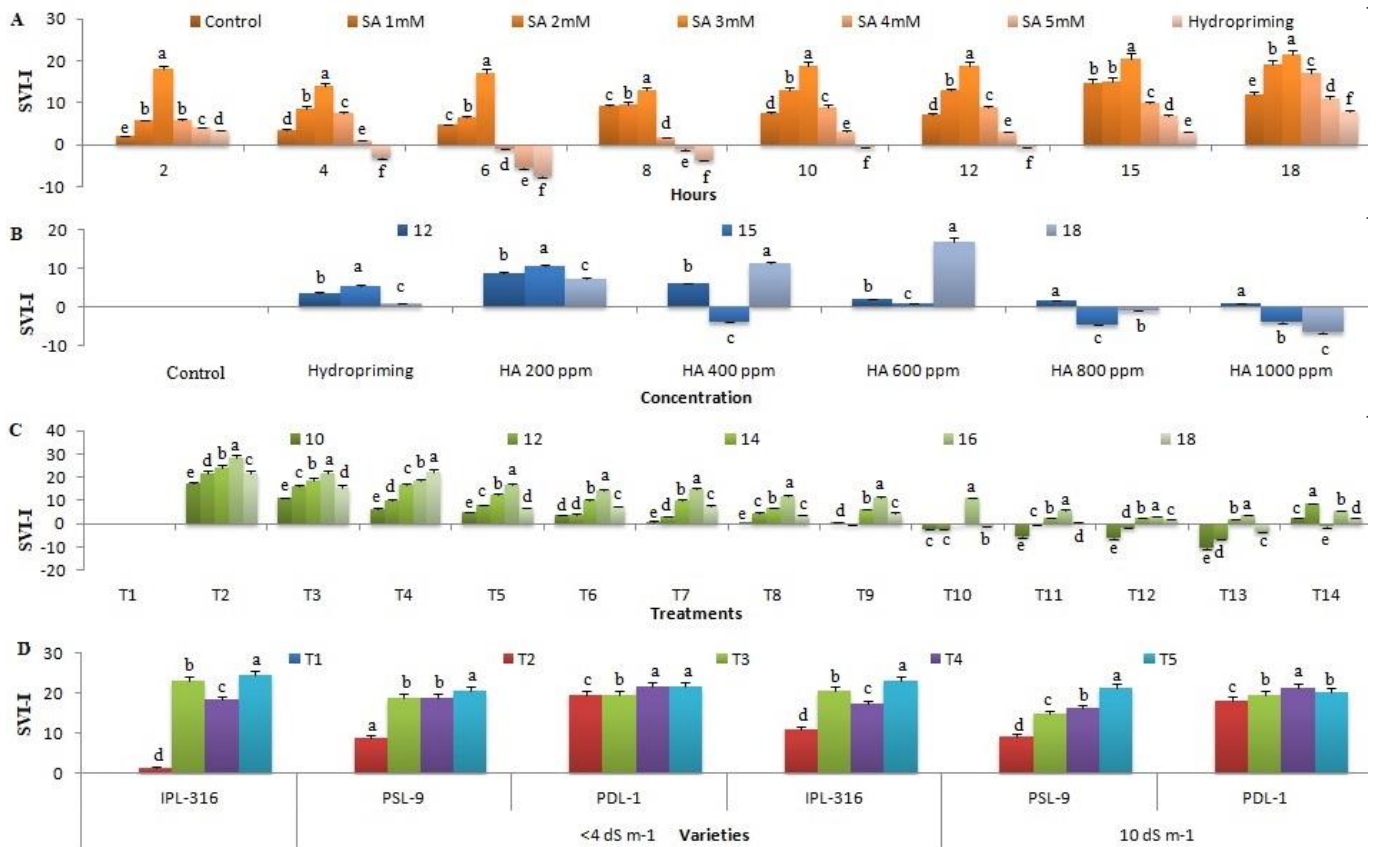 A
30
20
10
0
-10
SVI-I
Control SA 1mM SA 2mM SA 3mM SA 4mM SA 5mM Hydropriming
e b a b c d
d b a c e f
c b a d e f
c b a d e f
d b a c e f
d b a c e f
b b a c d e
e b a c d f
2 4 6 8 10 12 15 18
Hours
B
20
10
0
-10
SVI-I
12 15 18
b a c
b a c
b c a
b c a
a c b
a b c
Control Hydropriming HA 200 ppm HA 400 ppm HA 600 ppm HA 800 ppm HA 1000 ppm
Concentration
C
40
30
20
10
0
-10
-20
SVI-I
10 12 14 16 18
e d b a c
e c b a d
e d c b a
e c b a d
d d b a c
e d b a c
e c b a d
d b a c
c c a b
e c b a d
e d b a c
e d b a c
c a e b d
T1 T2 T3 T4 T5 T6 T7 T8 T9 T10 T11 T12 T13 T14
Treatments
D
30
20
10
0
SVI-I
T1 T2 T3 T4 T5
d b c a
a b b a
c b a a
d b c a
d c b a
c b a b
IPL-316 PSL-9 PDL-1 IPL-316 PSL-9 PDL-1
<4 dS m-1 Varieties 10 dS m-1